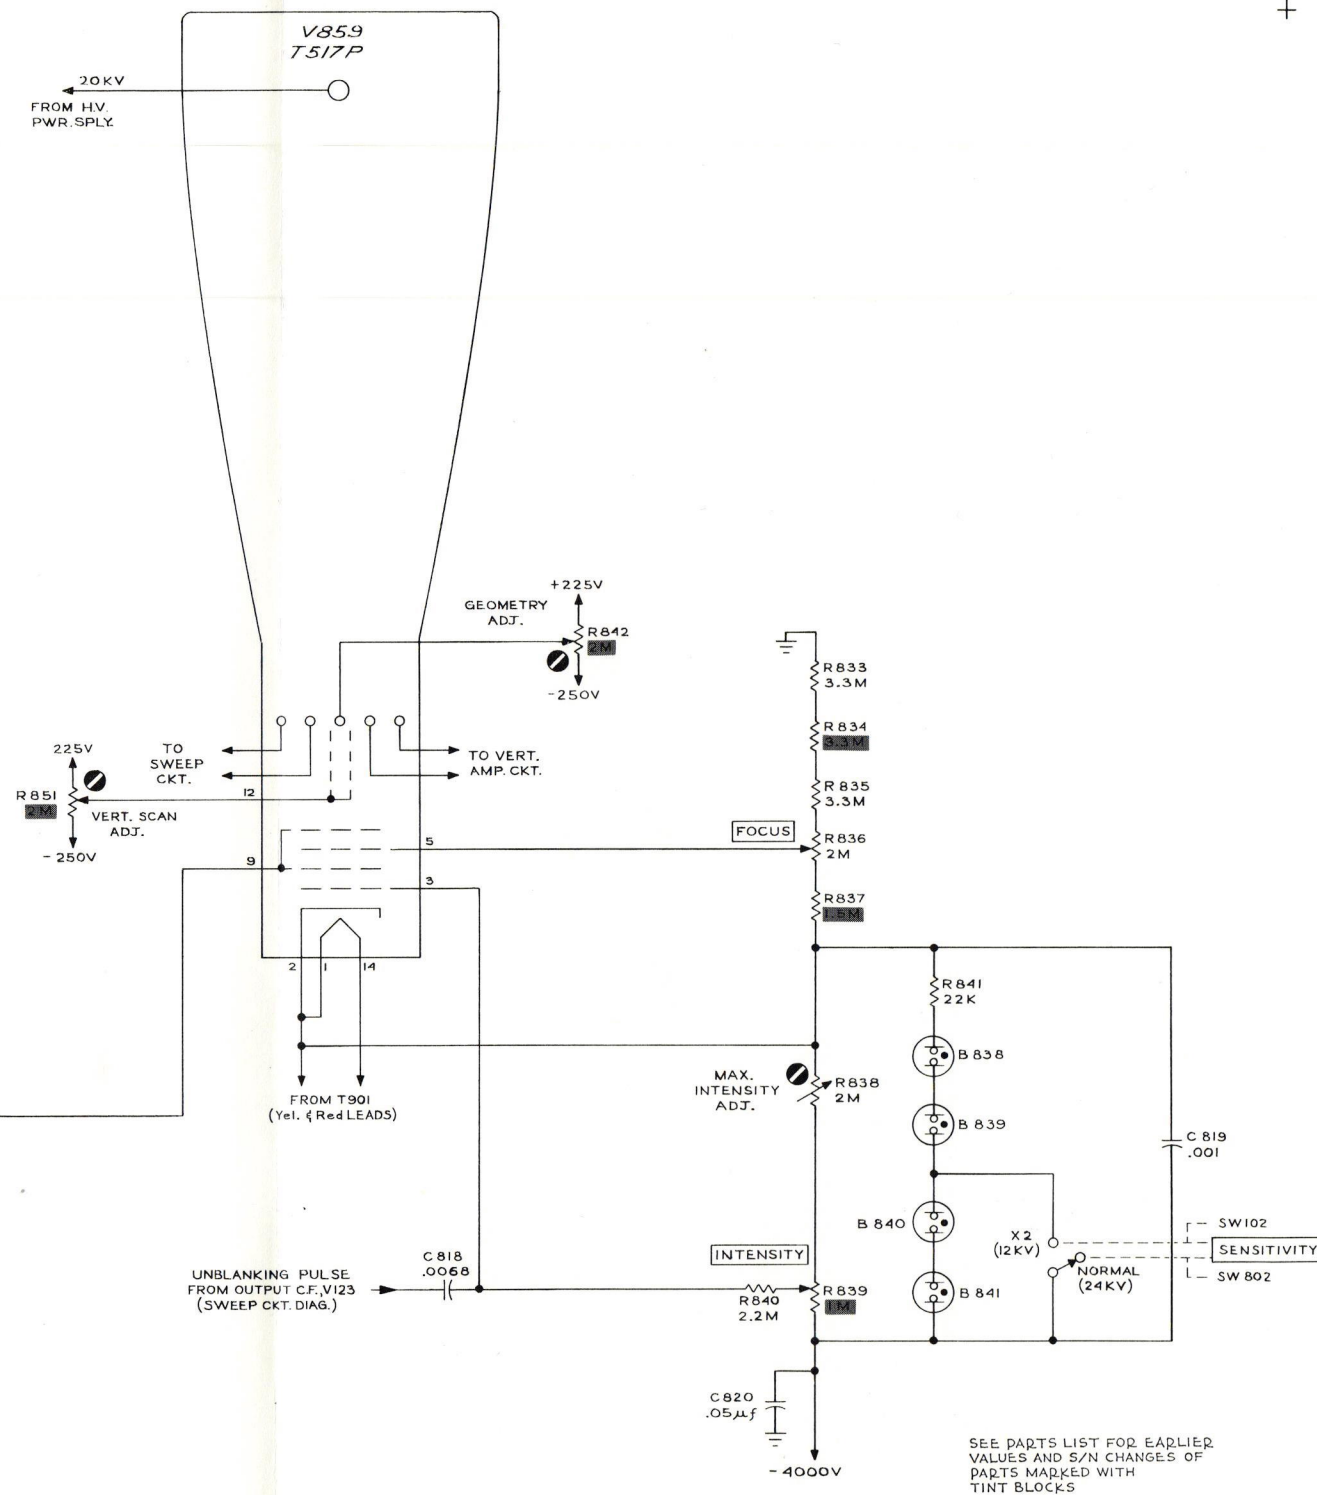 V859
T517P
20KV
FROM H.V.
PWR. SPLY.
+225V
GEOMETRY
ADJ.
R842
2M
-250V
R833
3.3M
R834
3.3M
R835
3.3M
FOCUS
R836
2M
R837
1.5M
225V
TO
SWEEP
CKT.
TO VERT.
AMP. CKT.
R851
2M
12
VERT. SCAN
ADJ.
-250V
9
5
3
2
1
14
FROM T901
(Yel. & Red LEADS)
R841
22K
B838
MAX.
INTENSITY
ADJ.
R838
2M
B 839
C 819
.001
B 840
X2
(12KV)
SW102
SENSITIVITY
SW 802
NORMAL
(24KV)
INTENSITY
C818
.0068
UNBLANKING PULSE
FROM OUTPUT C.F., V123
(SWEEP CKT. DIAG.)
R840
2.2M
R839
1M
B 841
C820
.05µf
-4000V
SEE PARTS LIST FOR EARLIER
VALUES AND S/N CHANGES OF
PARTS MARKED WITH
TINT BLOCKS